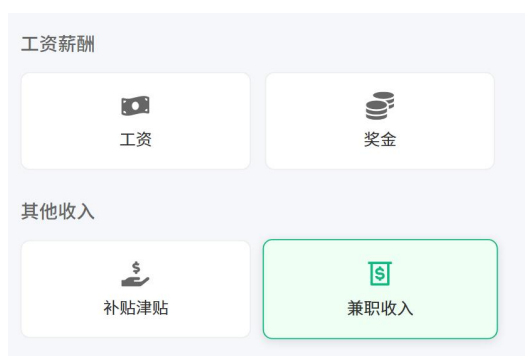 工资薪酬
工资
奖金
其他收入
补贴津贴
兼职收入